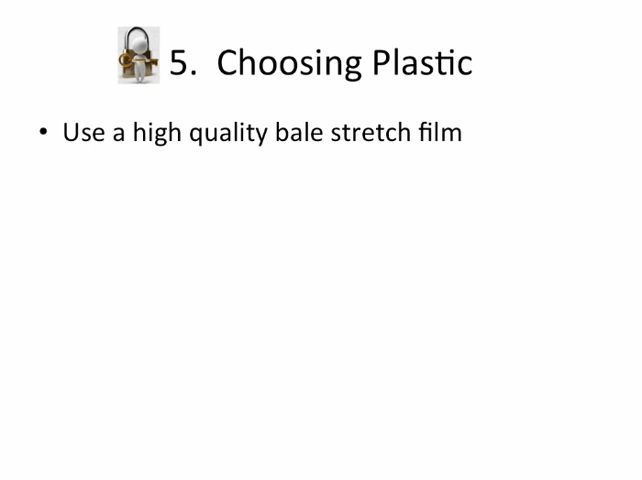 5. Choosing Plastic
• Use a high quality bale stretch film